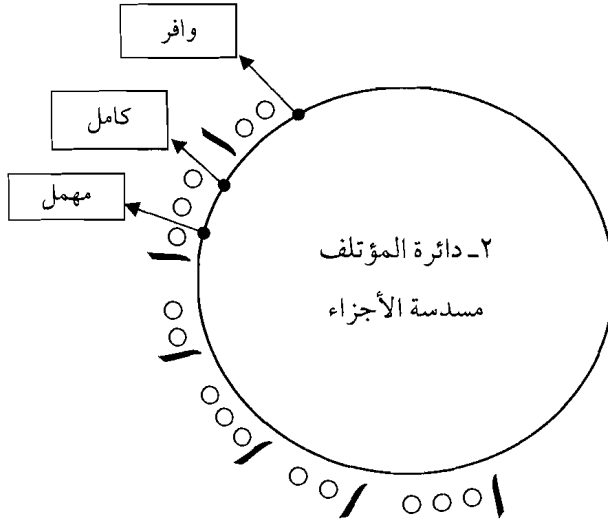 وافر
كامل
مهمل
٢ـ دائرة المؤتلف
مسدسة الأجزاء